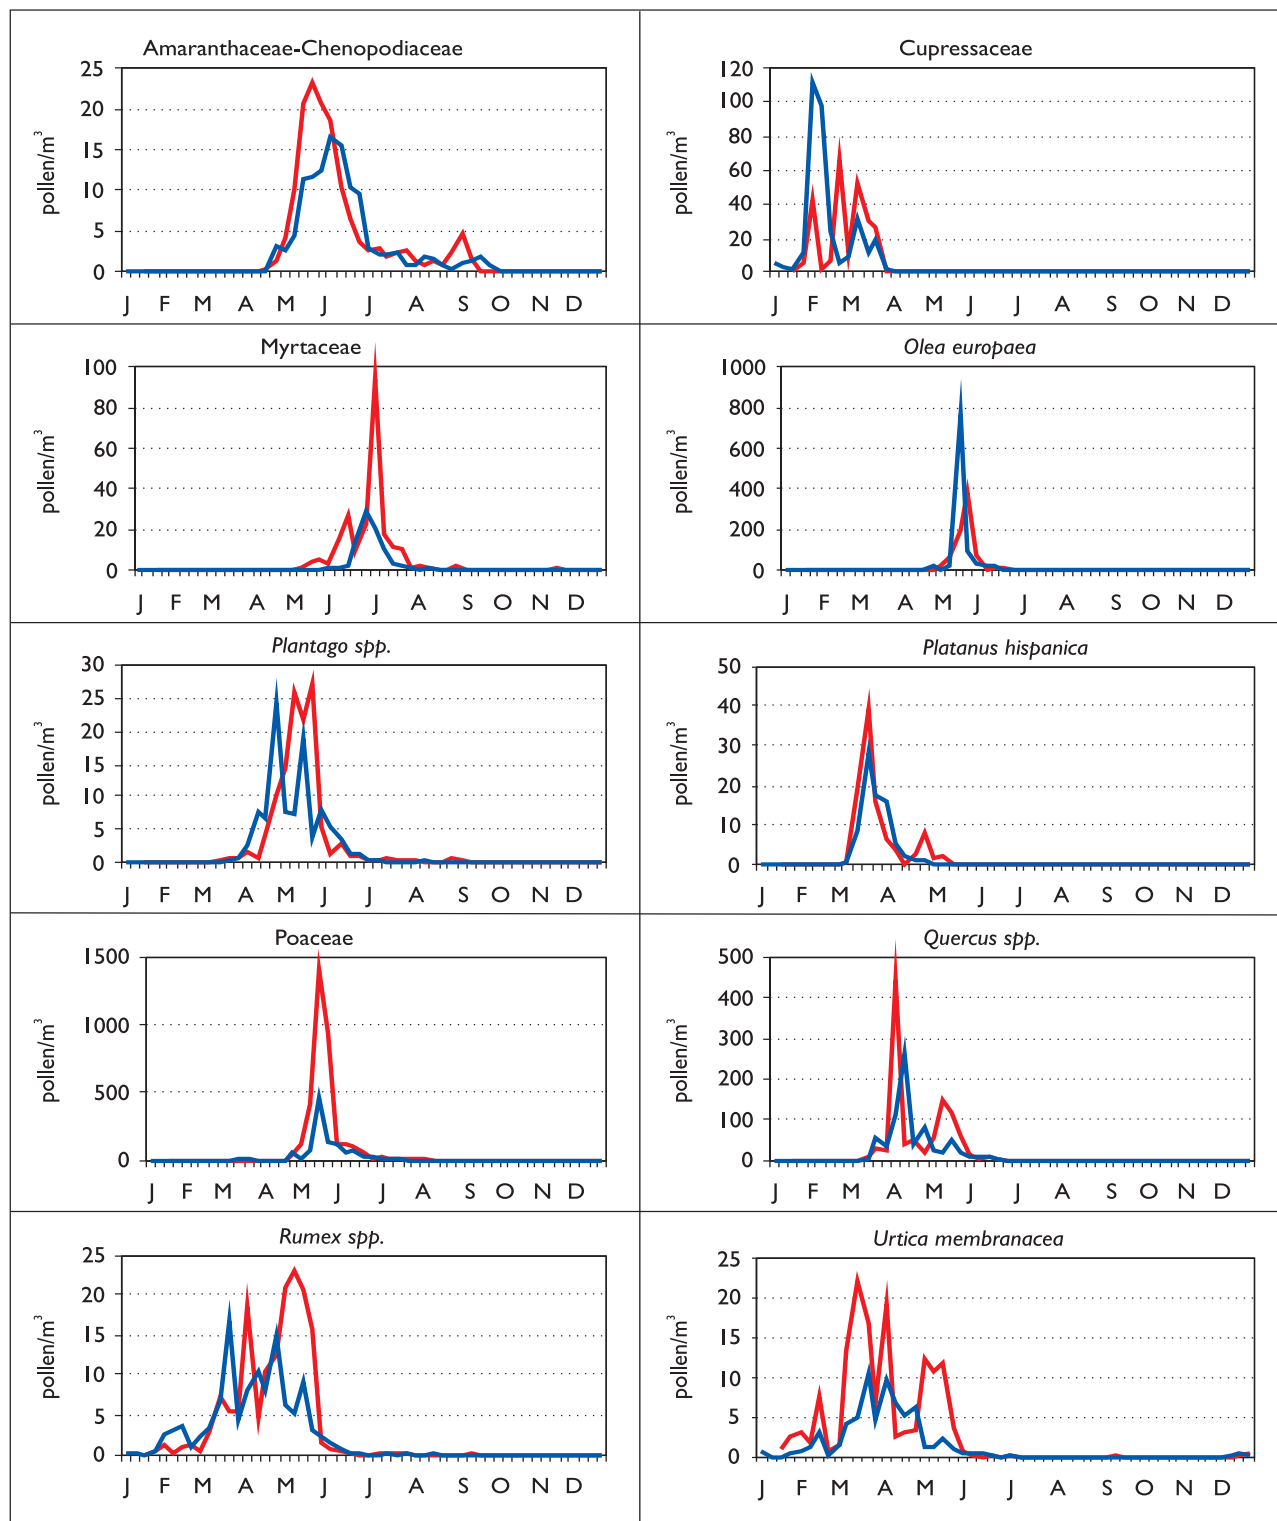 Amaranthaceae-Chenopodiaceae
25
20
15
10
5
0
pollen/m³
J F M A M J J A S O N D
Cupressaceae
120
100
80
60
40
20
0
pollen/m³
J F M A M J J A S O N D
Myrtaceae
100
80
60
40
20
0
pollen/m³
J F M A M J J A S O N D
Olea europaea
1000
800
600
400
200
0
pollen/m³
J F M A M J J A S O N D
Plantago spp.
30
25
20
15
10
5
0
pollen/m³
J F M A M J J A S O N D
Platanus hispanica
50
40
30
20
10
0
pollen/m³
J F M A M J J A S O N D
Poaceae
1500
1000
500
0
pollen/m³
J F M A M J J A S O N D
Quercus spp.
500
400
300
200
100
0
pollen/m³
J F M A M J J A S O N D
Rumex spp.
25
20
15
10
5
0
pollen/m³
J F M A M J J A S O N D
Urtica membranacea
25
20
15
10
5
0
pollen/m³
J F M A M J J A S O N D